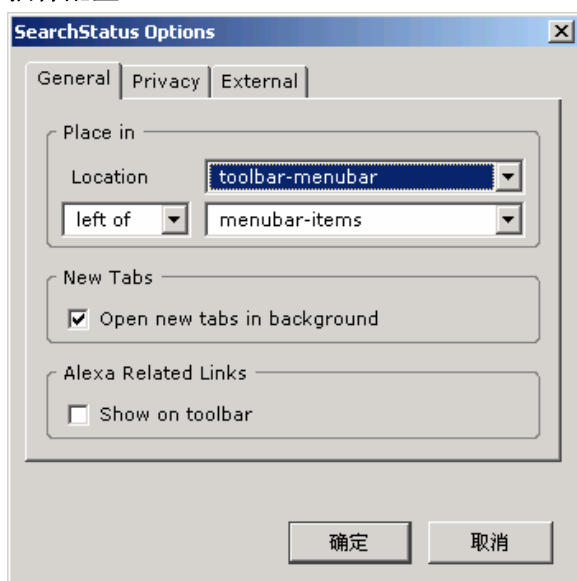 SearchStatus Options
General Privacy External
Place in
Location toolbar-menubar
left of menubar-items
New Tabs
Open new tabs in background
Alexa Related Links
Show on toolbar
确定 取消